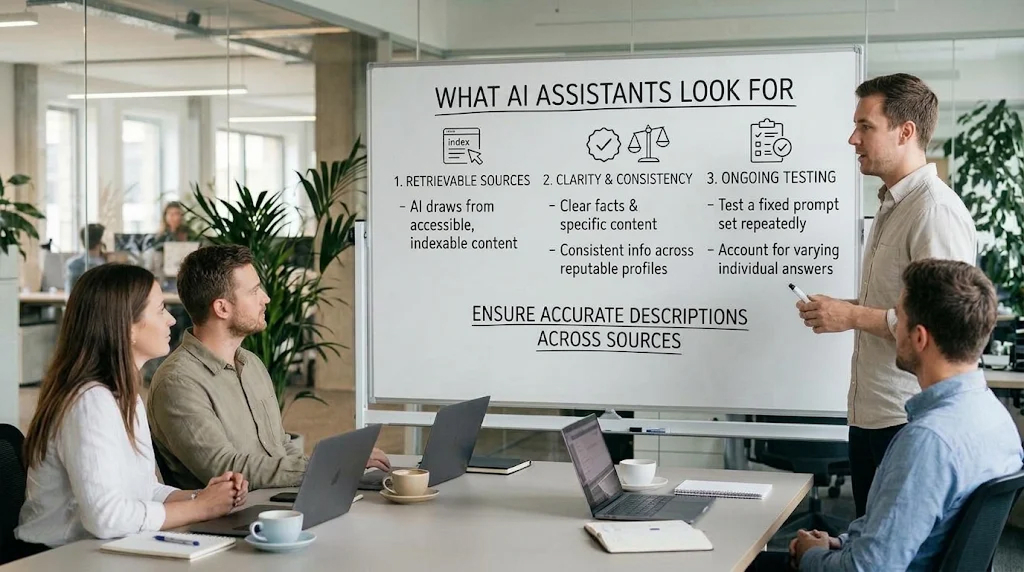 WHAT AI ASSISTANTS LOOK FOR
index
1. RETRIEVABLE SOURCES
- AI draws from
accessible,
indexable content
2. CLARITY & CONSISTENCY
- Clear facts &
specific content
- Consistent info across
reputable profiles
3. ONGOING TESTING
- Test a fixed prompt
set repeatedly
- Account for varying
individual answers
ENSURE ACCURATE DESCRIPTIONS
ACROSS SOURCES